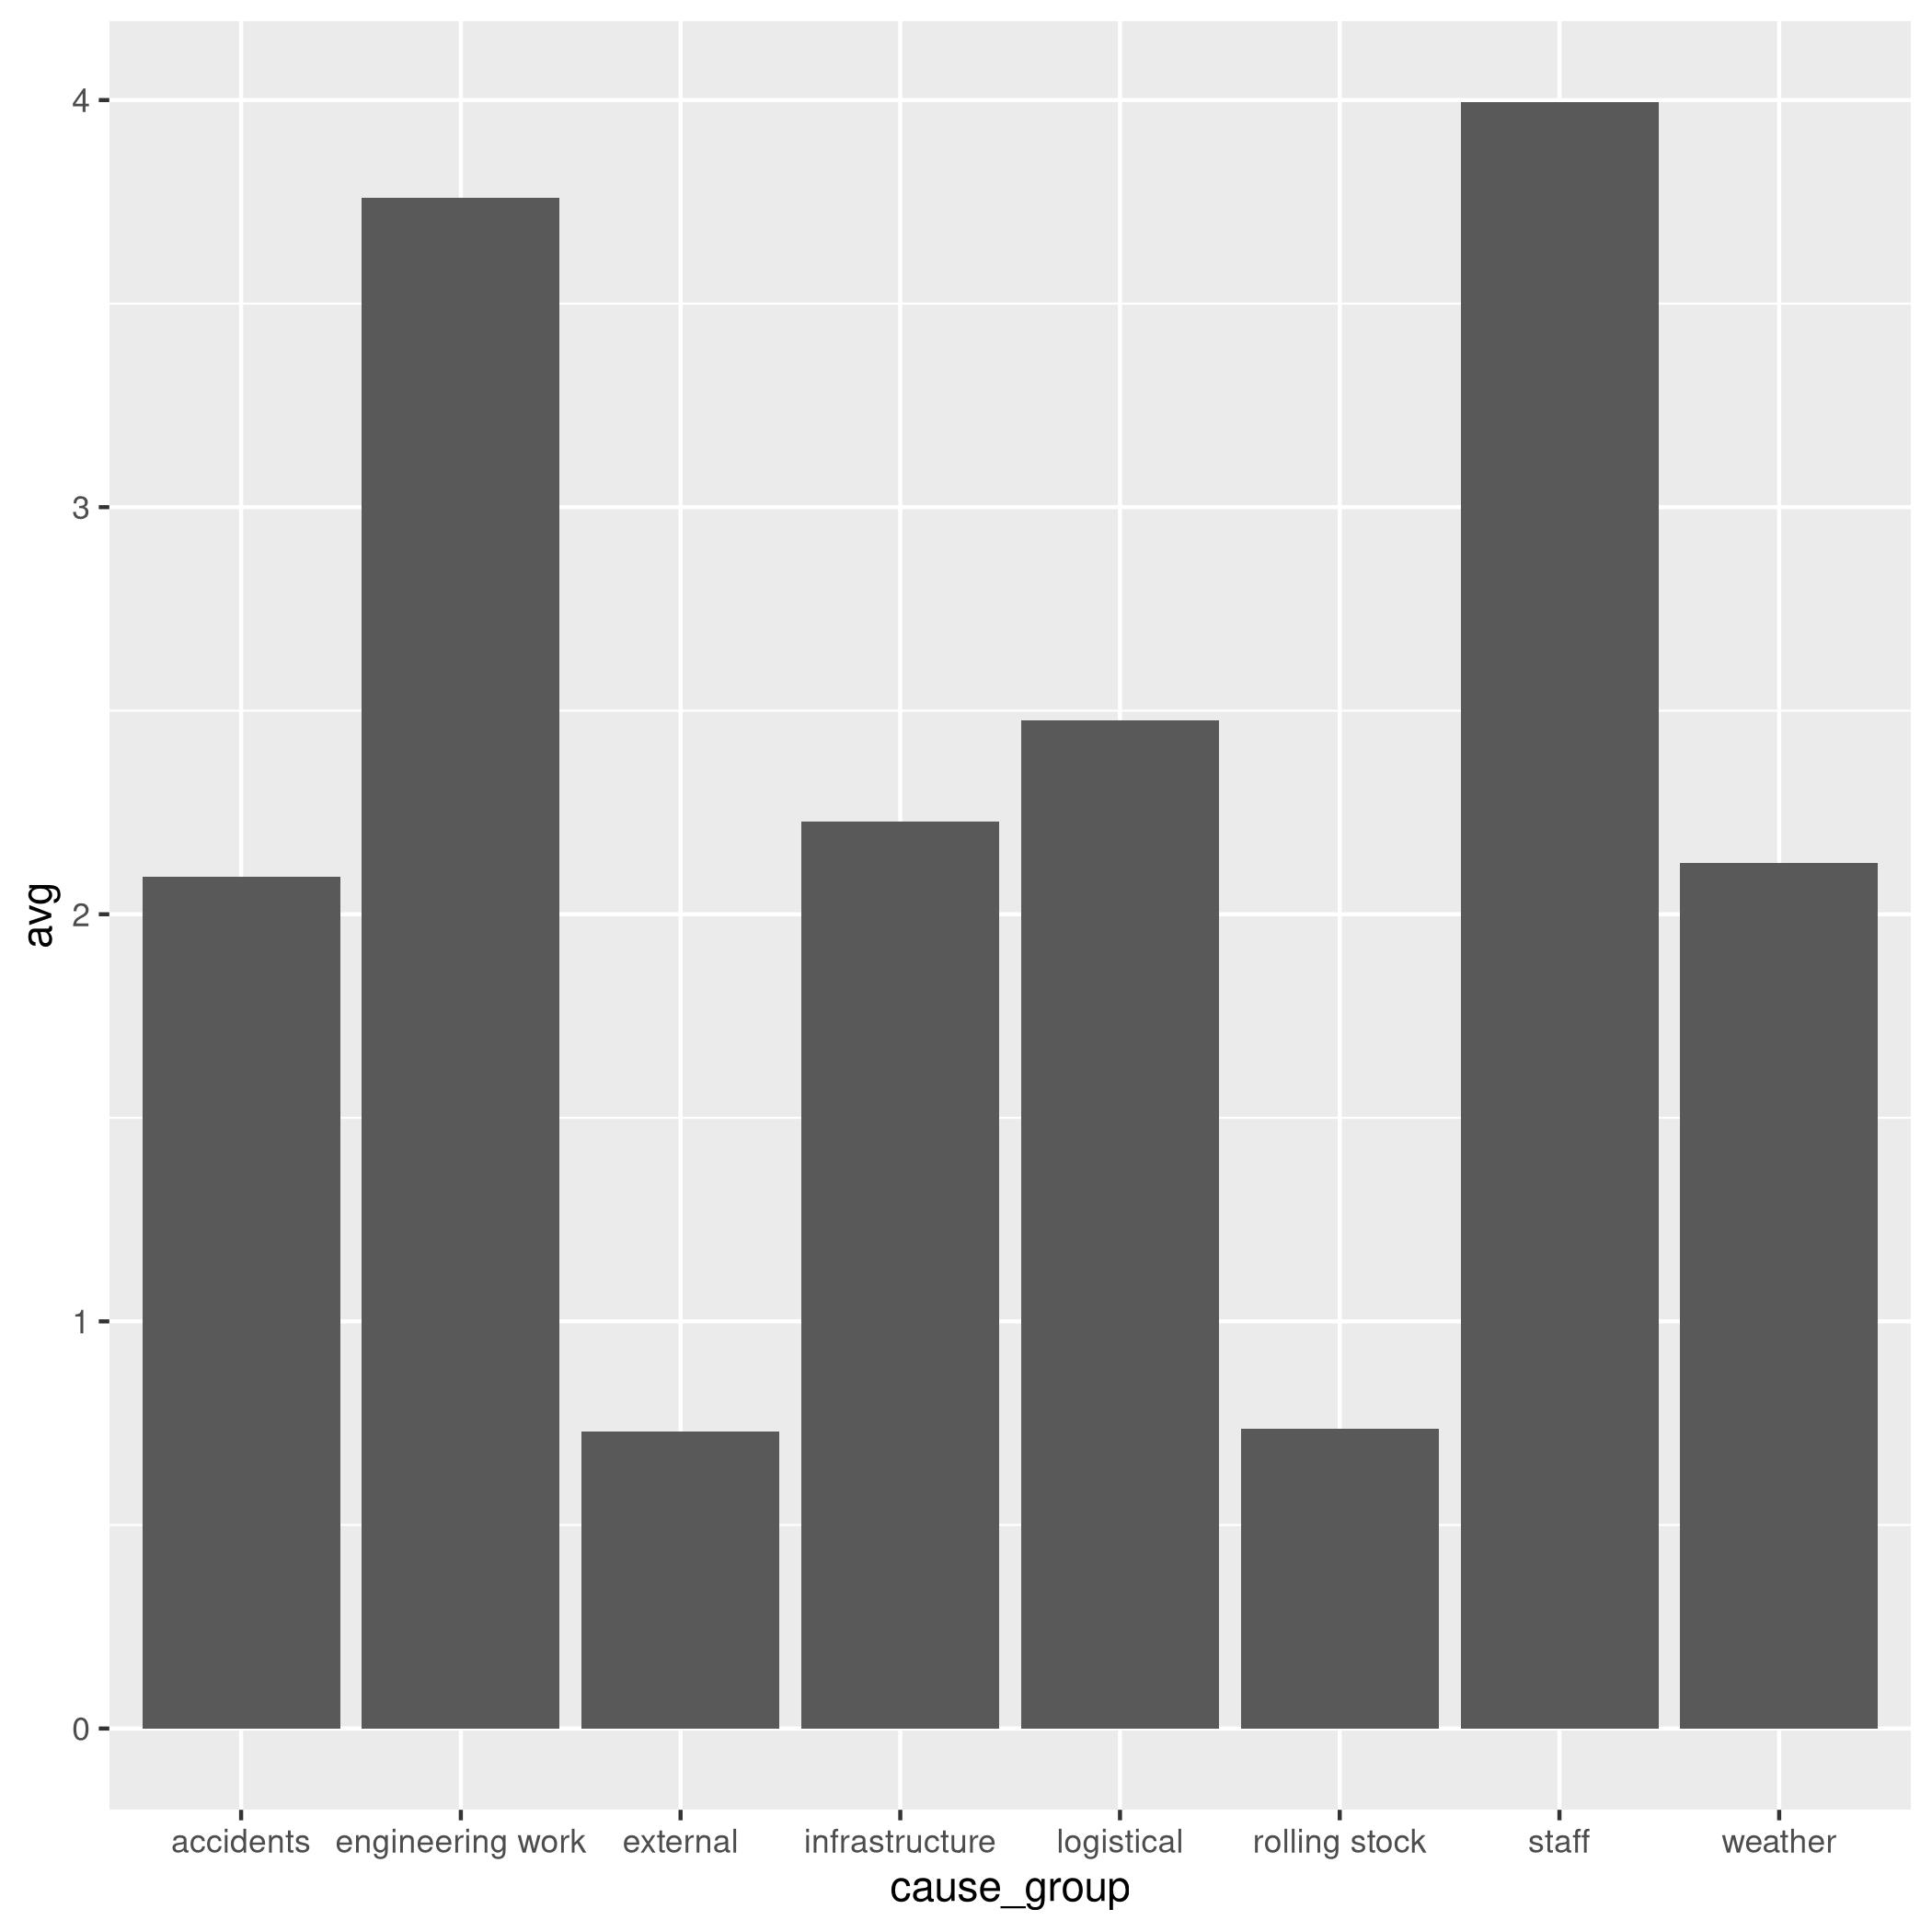 4
3
2
1
0
avg
accidents engineering work external infrastructure logistical rolling stock staff weather
cause_group